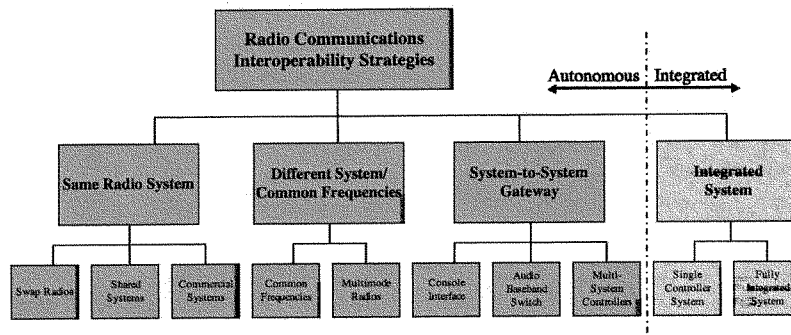 Radio Communications
Interoperability Strategies
Autonomous
Integrated
Same Radio System
Different System/
Common Frequencies
System-to-System
Gateway
Integrated
System
Swap Radios
Shared
Systems
Commercial
Systems
Common
Frequencies
Multimode
Radios
Console
Interface
Audio
Baseband
Switch
Multi-
System
Controllers
Single
Controller
System
Fully
Integrated
System